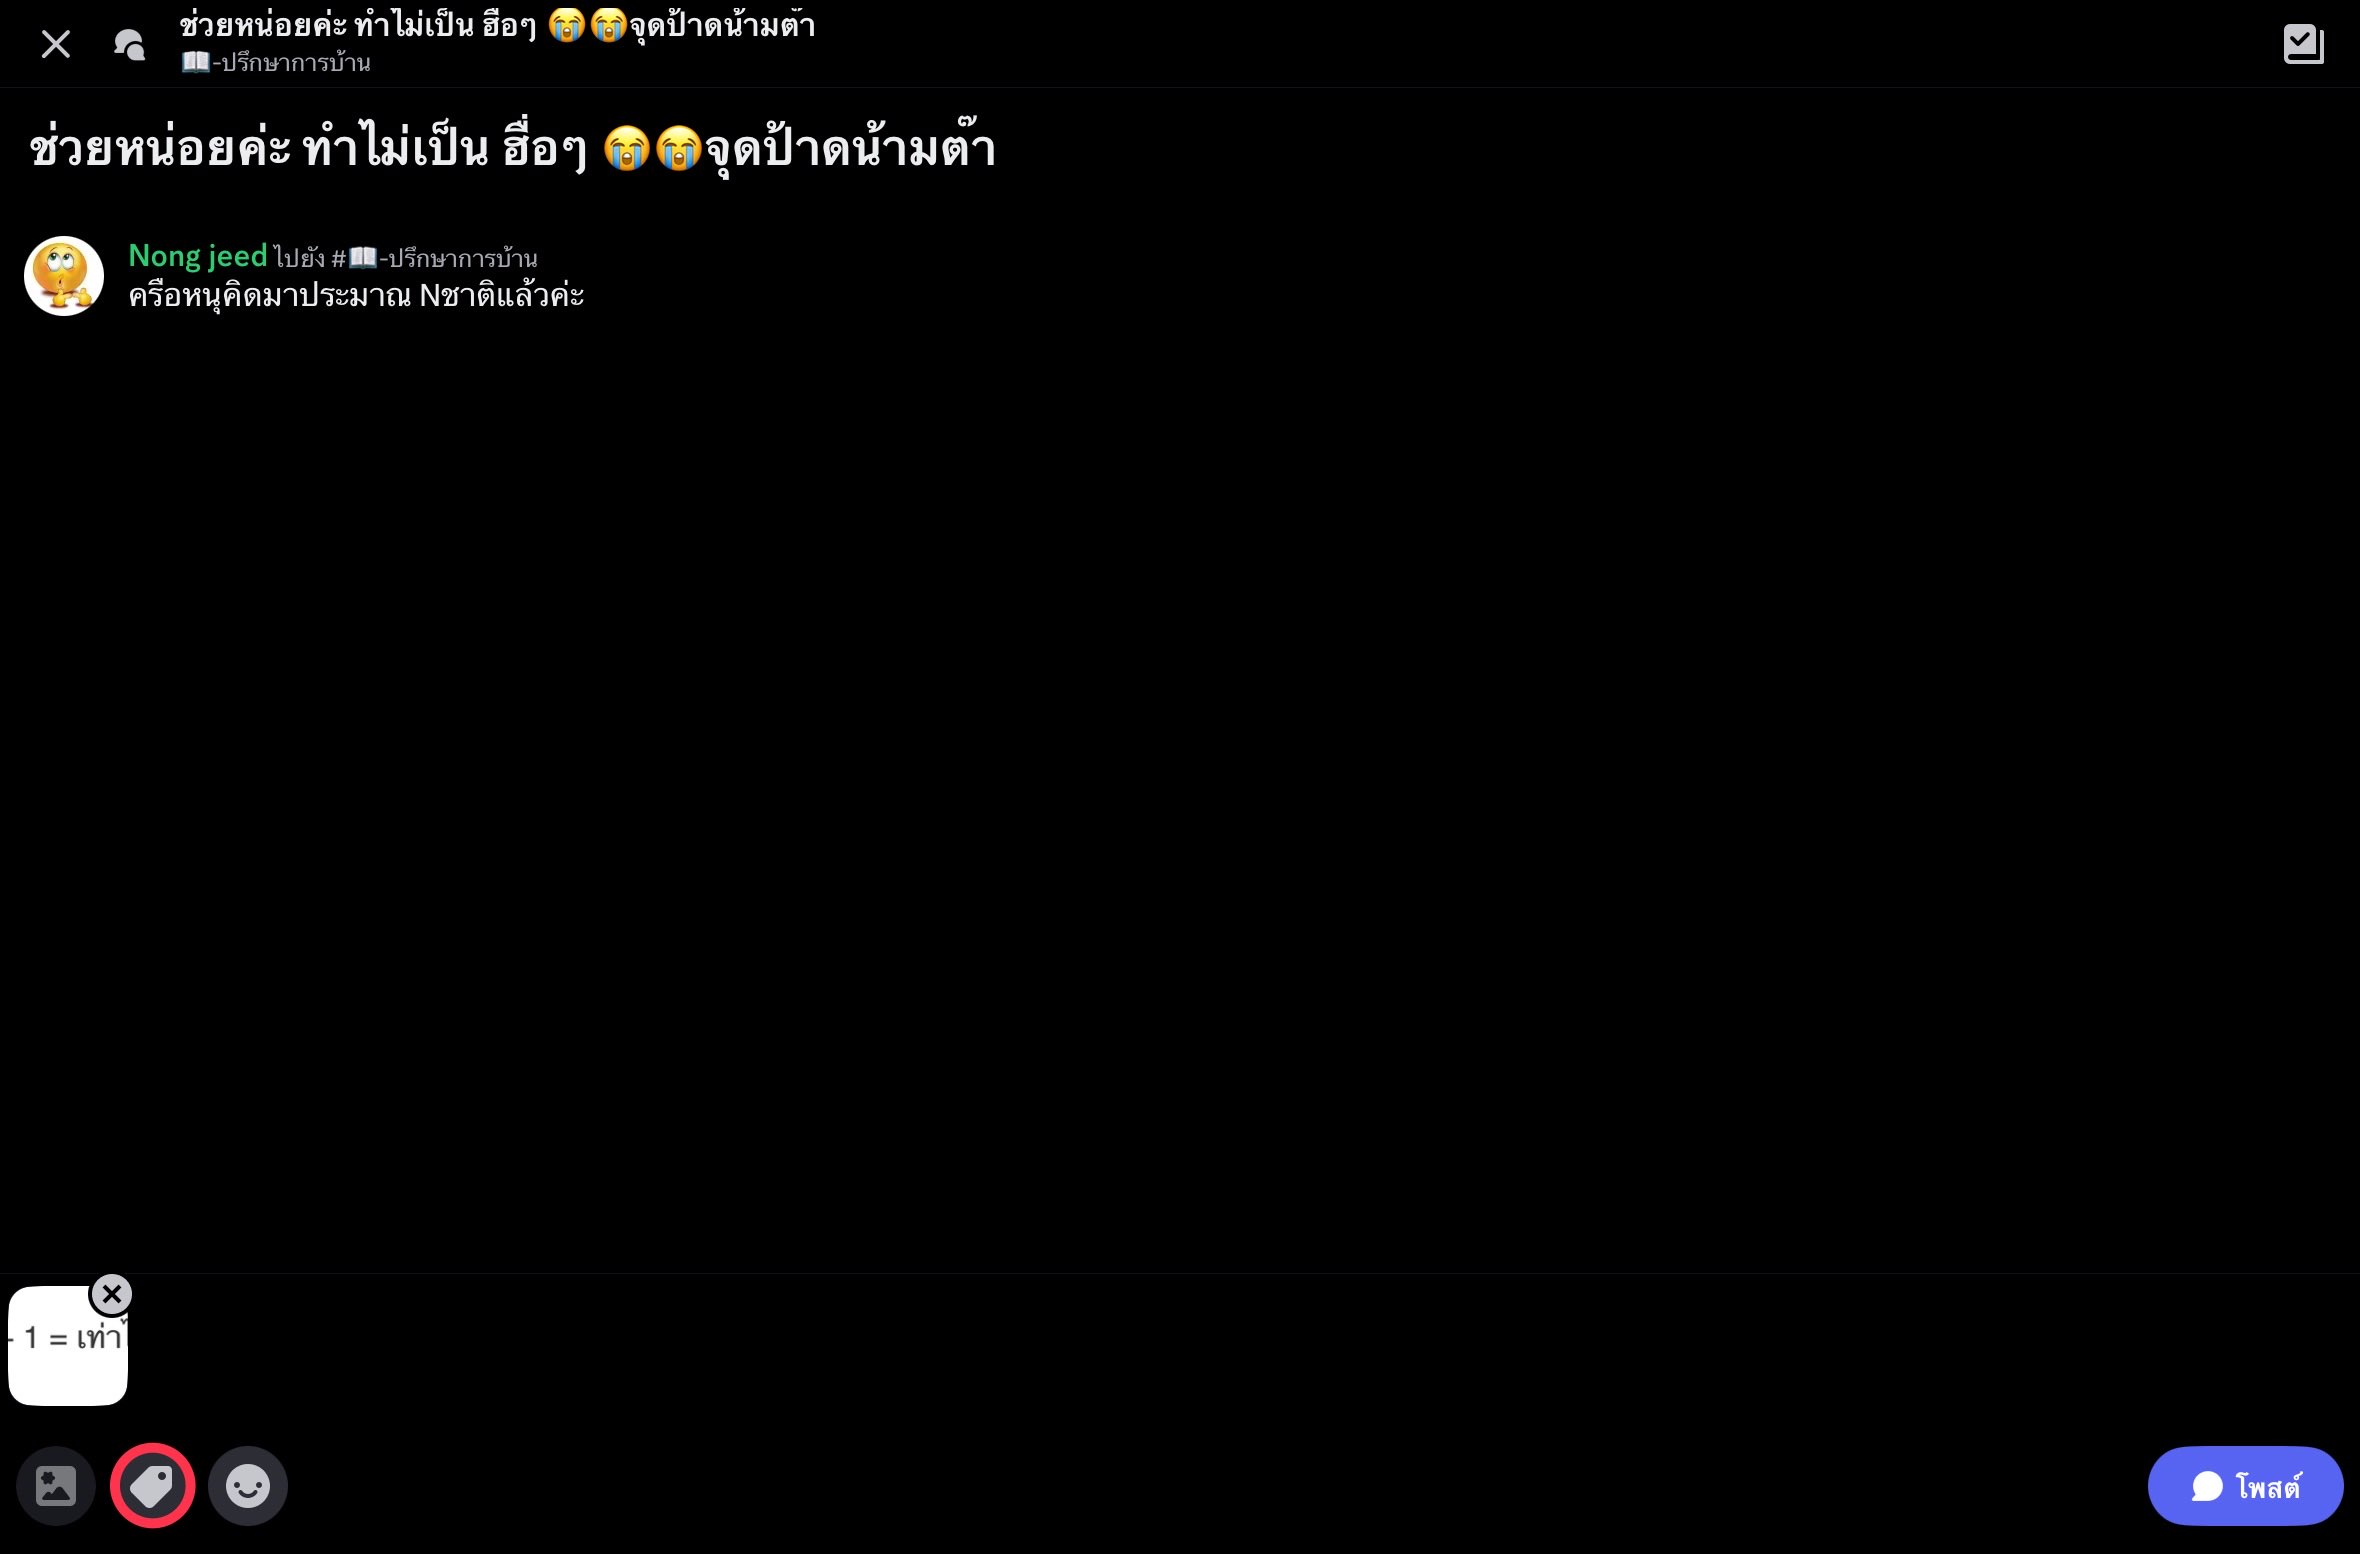 ช่วยหน่อยค่ะ ทำไม่เป็น ฮื่อๆ 😭😭จุดป้าดน้ามต๊า
📖-ปรึกษาการบ้าน
ช่วยหน่อยค่ะ ทำไม่เป็น ฮื่อๆ 😭😭จุดป้าดน้ามต๊า
Nong jeed ไปยัง #📖-ปรึกษาการบ้าน
ครือหนุคิดมาประมาณ Nชาติแล้วค่ะ
- 1 = เท่าไ
โพสต์